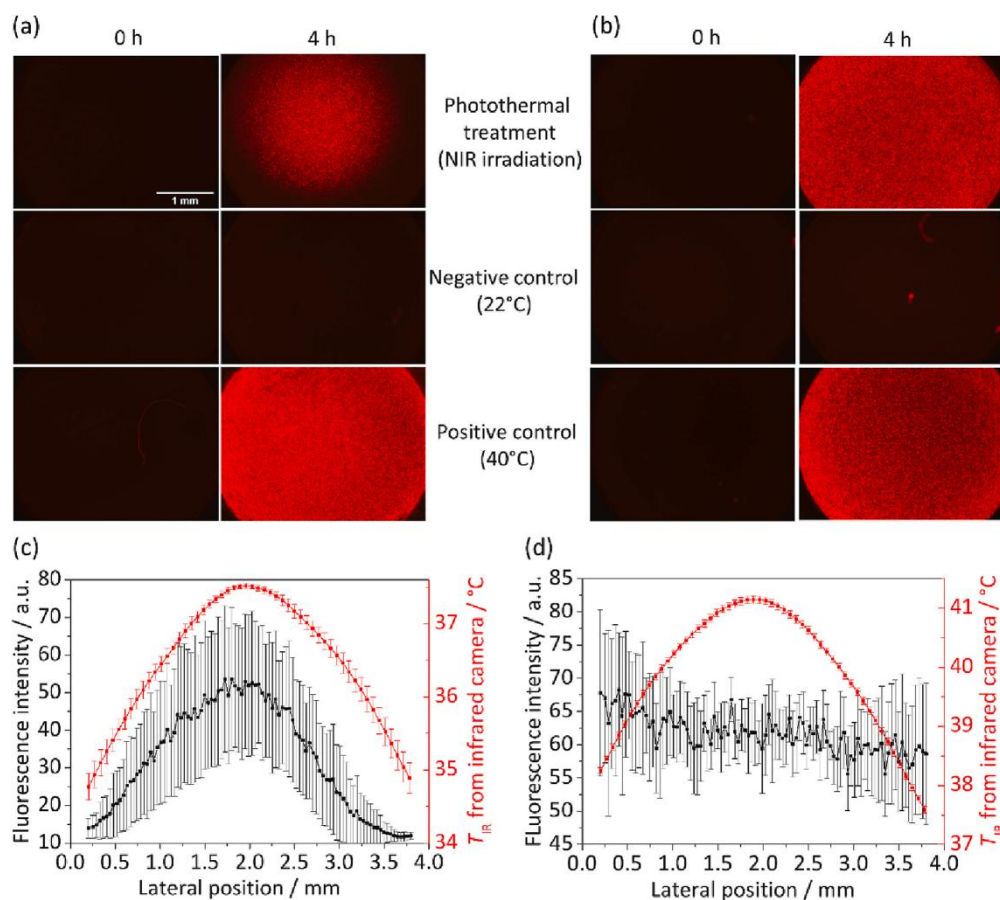 (a)
0 h
4 h
(b)
0 h
4 h
Photothermal
treatment
(NIR irradiation)
1 mm
Negative control
(22°C)
Positive control
(40°C)
(c)
80
70
60
50
40
30
20
10
Fluorescence intensity / a.u.
0.0 0.5 1.0 1.5 2.0 2.5 3.0 3.5 4.0
Lateral position / mm
37
36
35
34
T_IR from infrared camera / °C
(d)
85
80
75
70
65
60
55
50
45
FLuorescence intensity / a.u.
0.0 0.5 1.0 1.5 2.0 2.5 3.0 3.5 4.0
Lateral position / mm
41
40
39
38
37
T_IR from infrared camera / °C